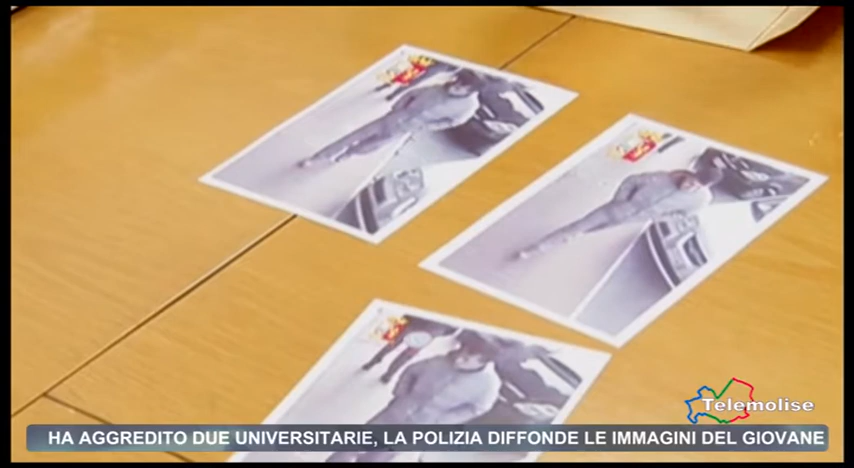 Telemolise
HA AGGREDITO DUE UNIVERSITARIE, LA POLIZIA DIFFONDE LE IMMAGINI DEL GIOVANE